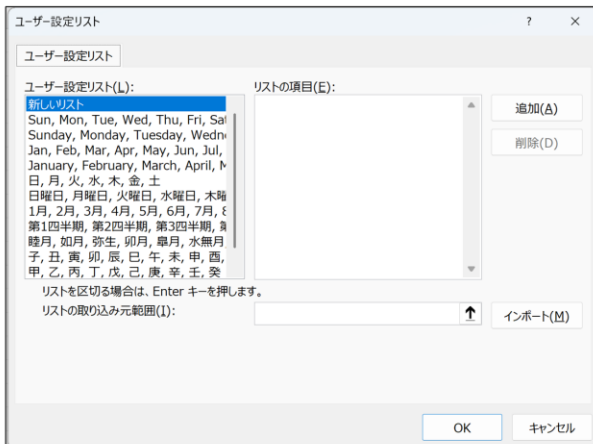 ユーザー設定リスト
? ×
ユーザー設定リスト
ユーザー設定リスト(L):
リストの項目(E):
新しいリスト
Sun, Mon, Tue, Wed, Thu, Fri, Sat
Sunday, Monday, Tuesday, Wedn
Jan, Feb, Mar, Apr, May, Jun, Jul,
January, February, March, April, M
日, 月, 火, 水, 木, 金, 土
日曜日, 月曜日, 火曜日, 水曜日, 木曜
1月, 2月, 3月, 4月, 5月, 6月, 7月, 8
第1四半期, 第2四半期, 第3四半期, 第
睦月, 如月, 弥生, 卯月, 皐月, 水無月
子, 丑, 寅, 卯, 辰, 巳, 午, 未, 申, 酉,
甲, 乙, 丙, 丁, 戊, 己, 庚, 辛, 壬, 癸
追加(A)
削除(D)
リストを区切る場合は、Enter キーを押します。
リストの取り込み元範囲(I):
インポート(M)
OK
キャンセル